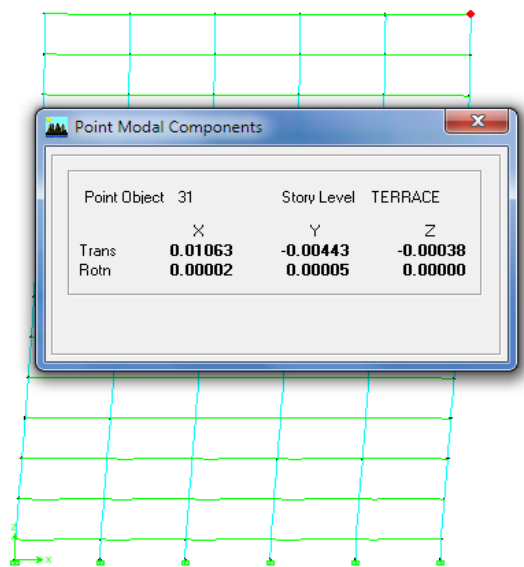 Point Modal Components
Point Object 31 Story Level TERRACE
X Y Z
Trans 0.01063 -0.00443 -0.00038
Rotn 0.00002 0.00005 0.00000
Z
X